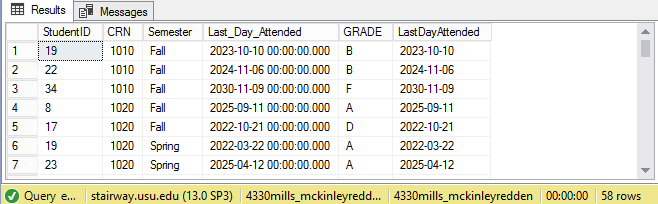 Results Messages
StudentID CRN Semester Last_Day_Attended GRADE LastDayAttended
1 19 1010 Fall 2023-10-10 00:00:00.000 B 2023-10-10
2 22 1010 Fall 2024-11-06 00:00:00.000 B 2024-11-06
3 34 1010 Fall 2030-11-09 00:00:00.000 F 2030-11-09
4 8 1020 Fall 2025-09-11 00:00:00.000 A 2025-09-11
5 17 1020 Fall 2022-10-21 00:00:00.000 D 2022-10-21
6 19 1020 Spring 2022-03-22 00:00:00.000 A 2022-03-22
7 23 1020 Spring 2025-04-12 00:00:00.000 A 2025-04-12
Query e... stairway.usu.edu (13.0 SP3) 4330mills_mckinleyredd... 4330mills_mckinleyredden 00:00:00 58 rows